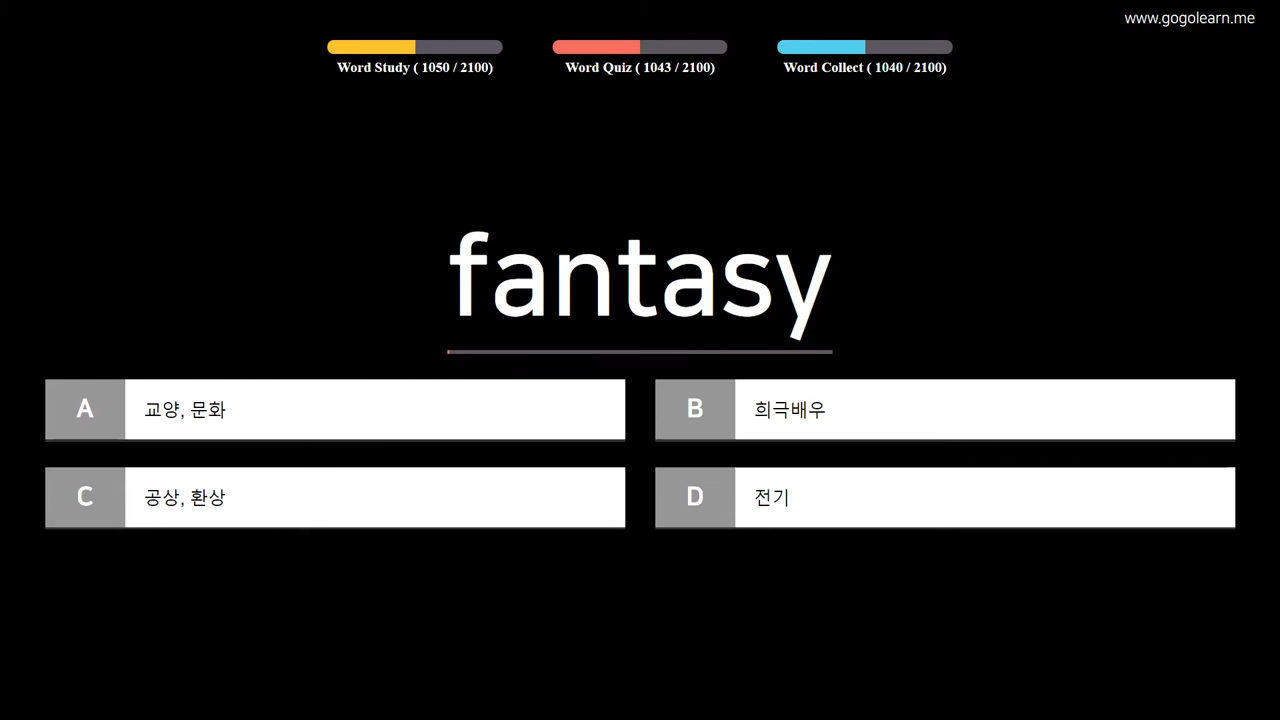 www.gogolearn.me
Word Study ( 1050 / 2100)
Word Quiz ( 1043 / 2100)
Word Collect ( 1040 / 2100)
fantasy
A 교양, 문화
B 희극배우
C 공상, 환상
D 전기